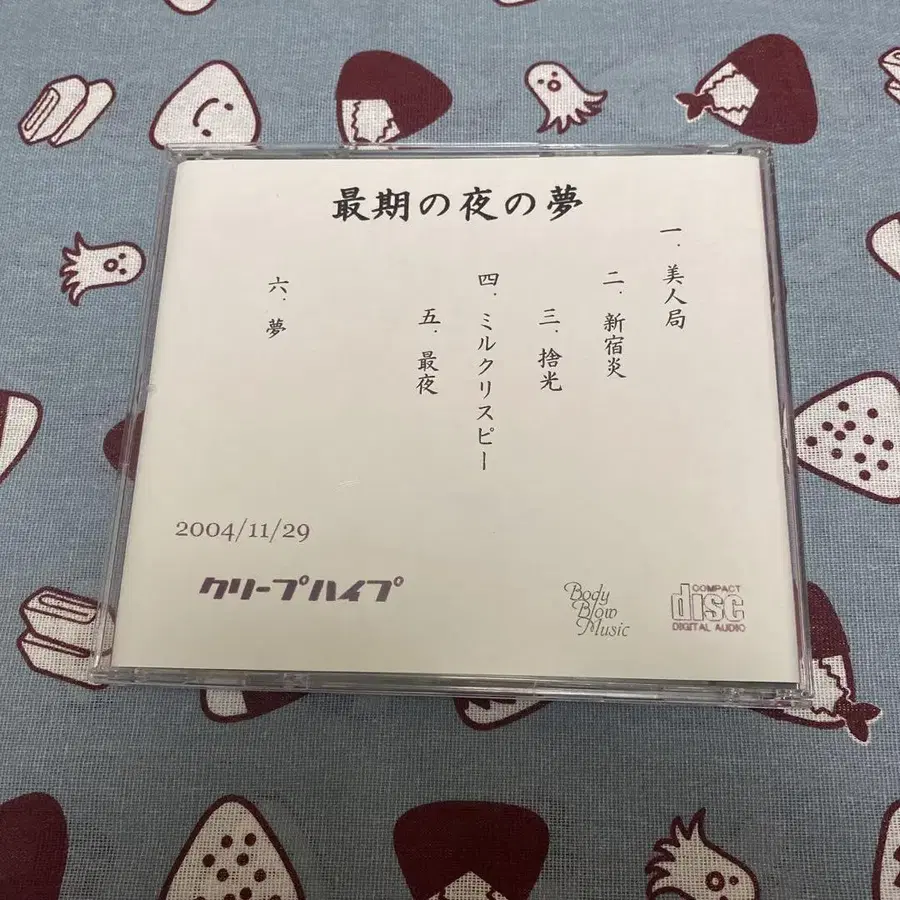 最期の夜の夢
一．美人局
二．新宿炎
三．捨光
四．ミルクリスピー
五．最夜
六．夢
2004/11/29
クリープハイプ
Body
Blow
Music
COMPACT
disc
DIGITAL AUDIO